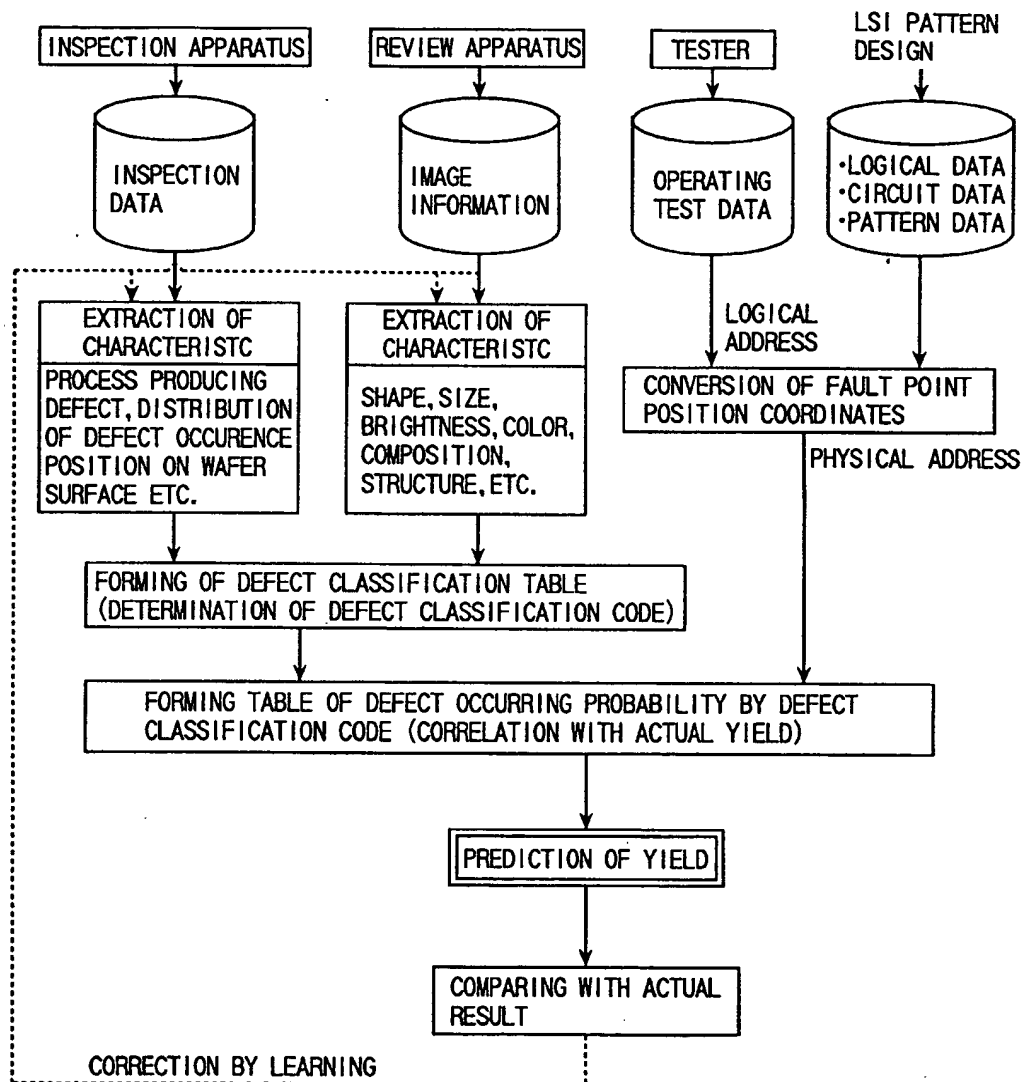 INSPECTION APPARATUS
REVIEW APPARATUS
TESTER
LSI PATTERN
DESIGN
INSPECTION
DATA
IMAGE
INFORMATION
OPERATING
TEST DATA
·LOGICAL DATA
·CIRCUIT DATA
·PATTERN DATA
EXTRACTION OF
CHARACTERISTC
PROCESS PRODUCING
DEFECT, DISTRIBUTION
OF DEFECT OCCURENCE
POSITION ON WAFER
SURFACE ETC.
EXTRACTION OF
CHARACTERISTC
SHAPE, SIZE,
BRIGHTNESS, COLOR,
COMPOSITION,
STRUCTURE, ETC.
LOGICAL
ADDRESS
CONVERSION OF FAULT POINT
POSITION COORDINATES
PHYSICAL ADDRESS
FORMING OF DEFECT CLASSIFICATION TABLE
(DETERMINATION OF DEFECT CLASSIFICATION CODE)
FORMING TABLE OF DEFECT OCCURRING PROBABILITY BY DEFECT
CLASSIFICATION CODE (CORRELATION WITH ACTUAL YIELD)
PREDICTION OF YIELD
COMPARING WITH ACTUAL
RESULT
CORRECTION BY LEARNING